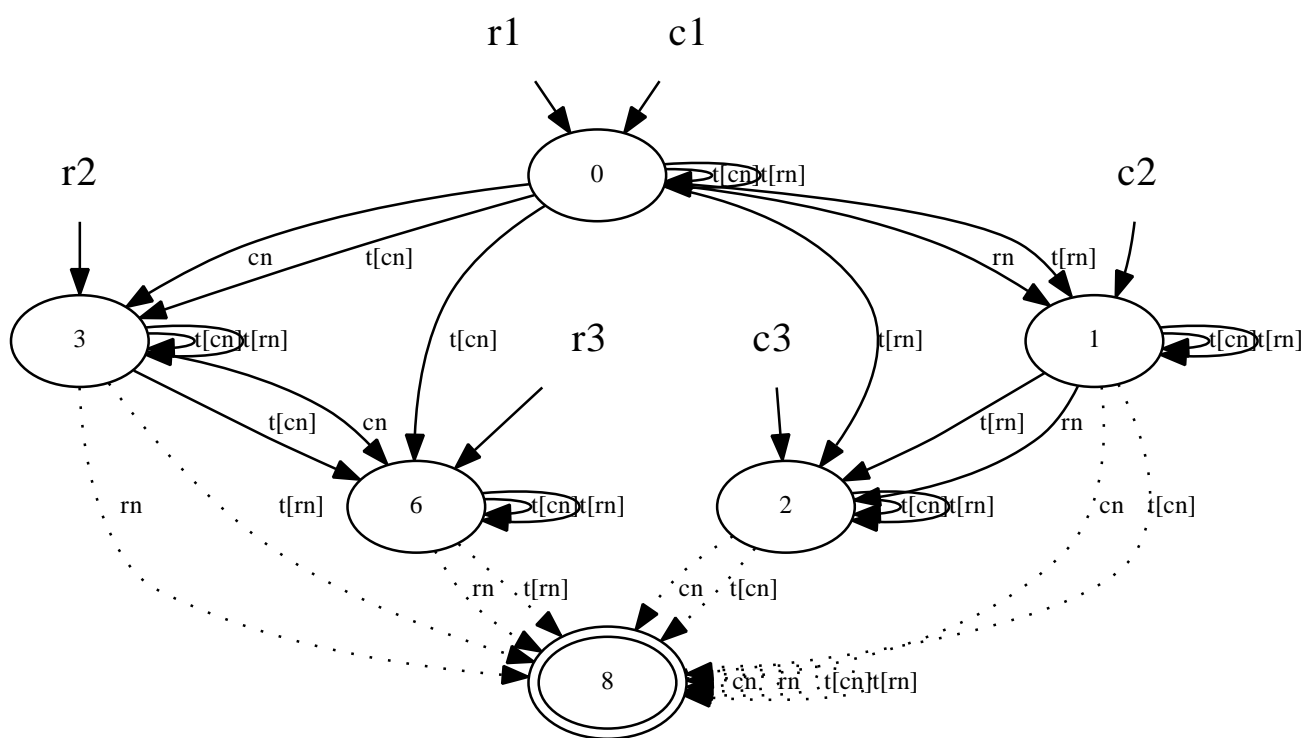 r1 c1
r2 c2
0 t[cn] t[rn]
cn t[cn] rn t[rn]
3 t[cn] t[rn] t[cn] r3 c3 t[rn] 1 t[cn] t[rn]
t[cn] cn t[rn] rn
rn t[rn] 6 t[cn] t[rn] 2 t[cn] t[rn] cn t[cn]
rn t[rn] cn t[cn]
8 cn rn t[cn] t[rn]